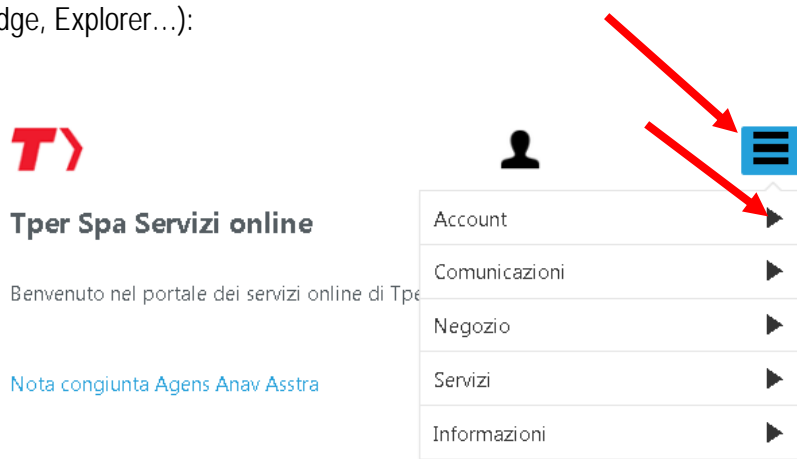 dge, Explorer…):
T
Tper Spa Servizi online
Benvenuto nel portale dei servizi online di Tpe
Nota congiunta Agens Anav Asstra
Account
Comunicazioni
Negozio
Servizi
Informazioni